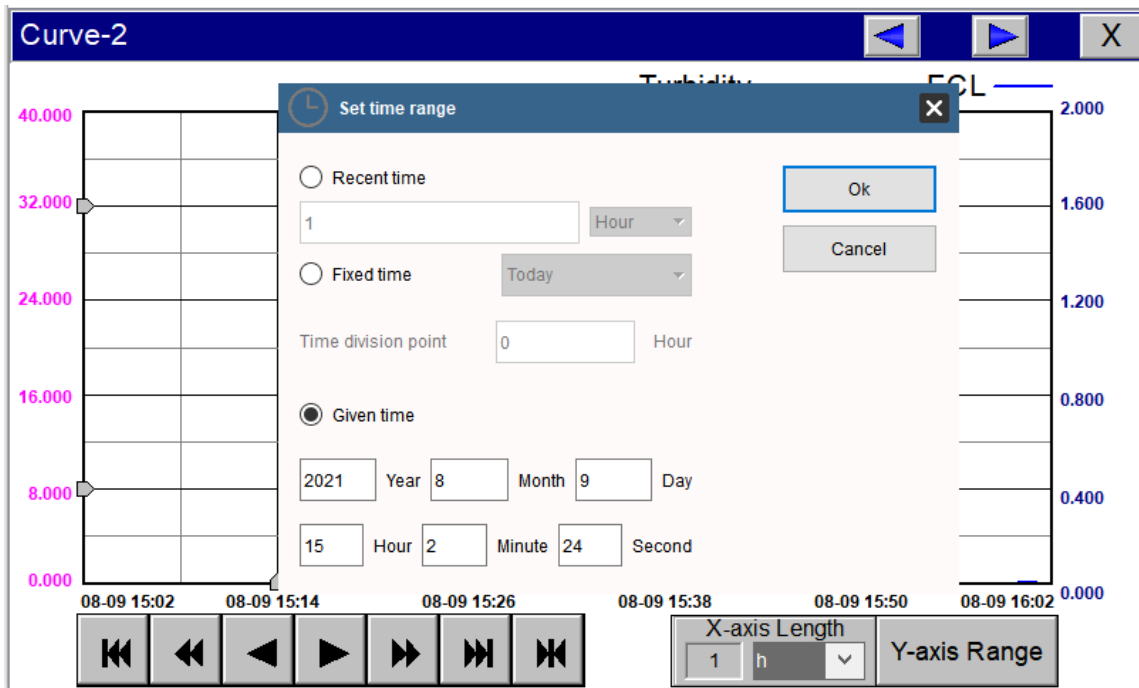 Curve-2
X
Turbidity FCL
Set time range
40.000
2.000
Recent time
Ok
32.000
1.600
1
Hour
Cancel
Fixed time
Today
24.000
1.200
Time division point
0
Hour
16.000
0.800
Given time
2021 Year 8 Month 9 Day
8.000
0.400
15 Hour 2 Minute 24 Second
0.000
0.000
08-09 15:02 08-09 15:14 08-09 15:26 08-09 15:38 08-09 15:50 08-09 16:02
X-axis Length
1 h
Y-axis Range